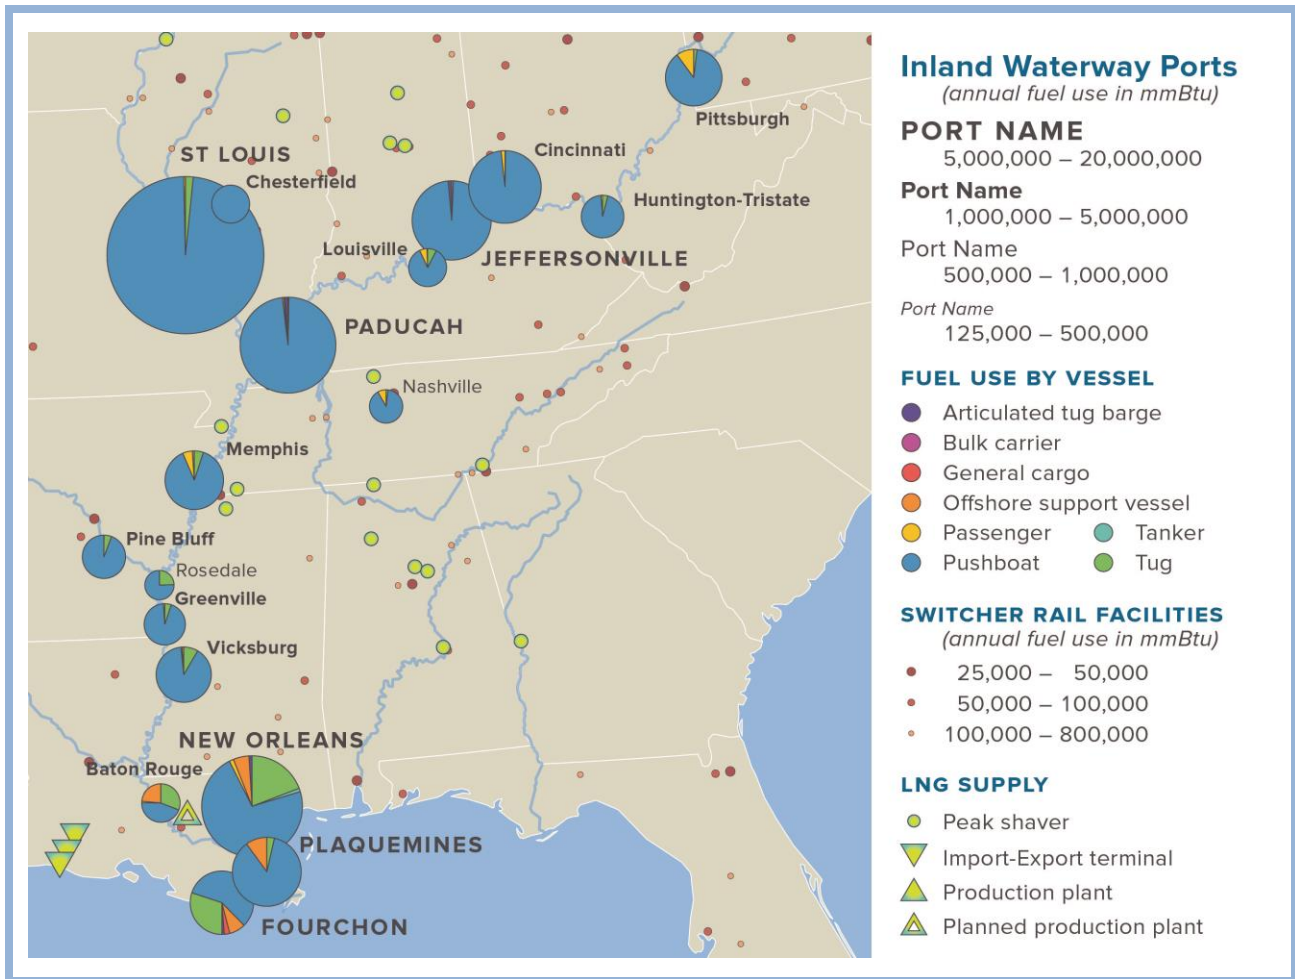 Pittsburgh
Cincinnati
ST LOUIS
Chesterfield
Huntington-Tristate
Louisville
JEFFERSONVILLE
PADUCAH
Nashville
Memphis
Pine Bluff
Rosedale
Greenville
Vicksburg
NEW ORLEANS
Baton Rouge
PLAQUEMINES
FOURCHON
Inland Waterway Ports
(annual fuel use in mmBtu)
PORT NAME
5,000,000 – 20,000,000
Port Name
1,000,000 – 5,000,000
Port Name
500,000 – 1,000,000
Port Name
125,000 – 500,000
FUEL USE BY VESSEL
Articulated tug barge
Bulk carrier
General cargo
Offshore support vessel
Passenger Tanker
Pushboat Tug
SWITCHER RAIL FACILITIES
(annual fuel use in mmBtu)
25,000 – 50,000
50,000 – 100,000
100,000 – 800,000
LNG SUPPLY
Peak shaver
Import-Export terminal
Production plant
Planned production plant